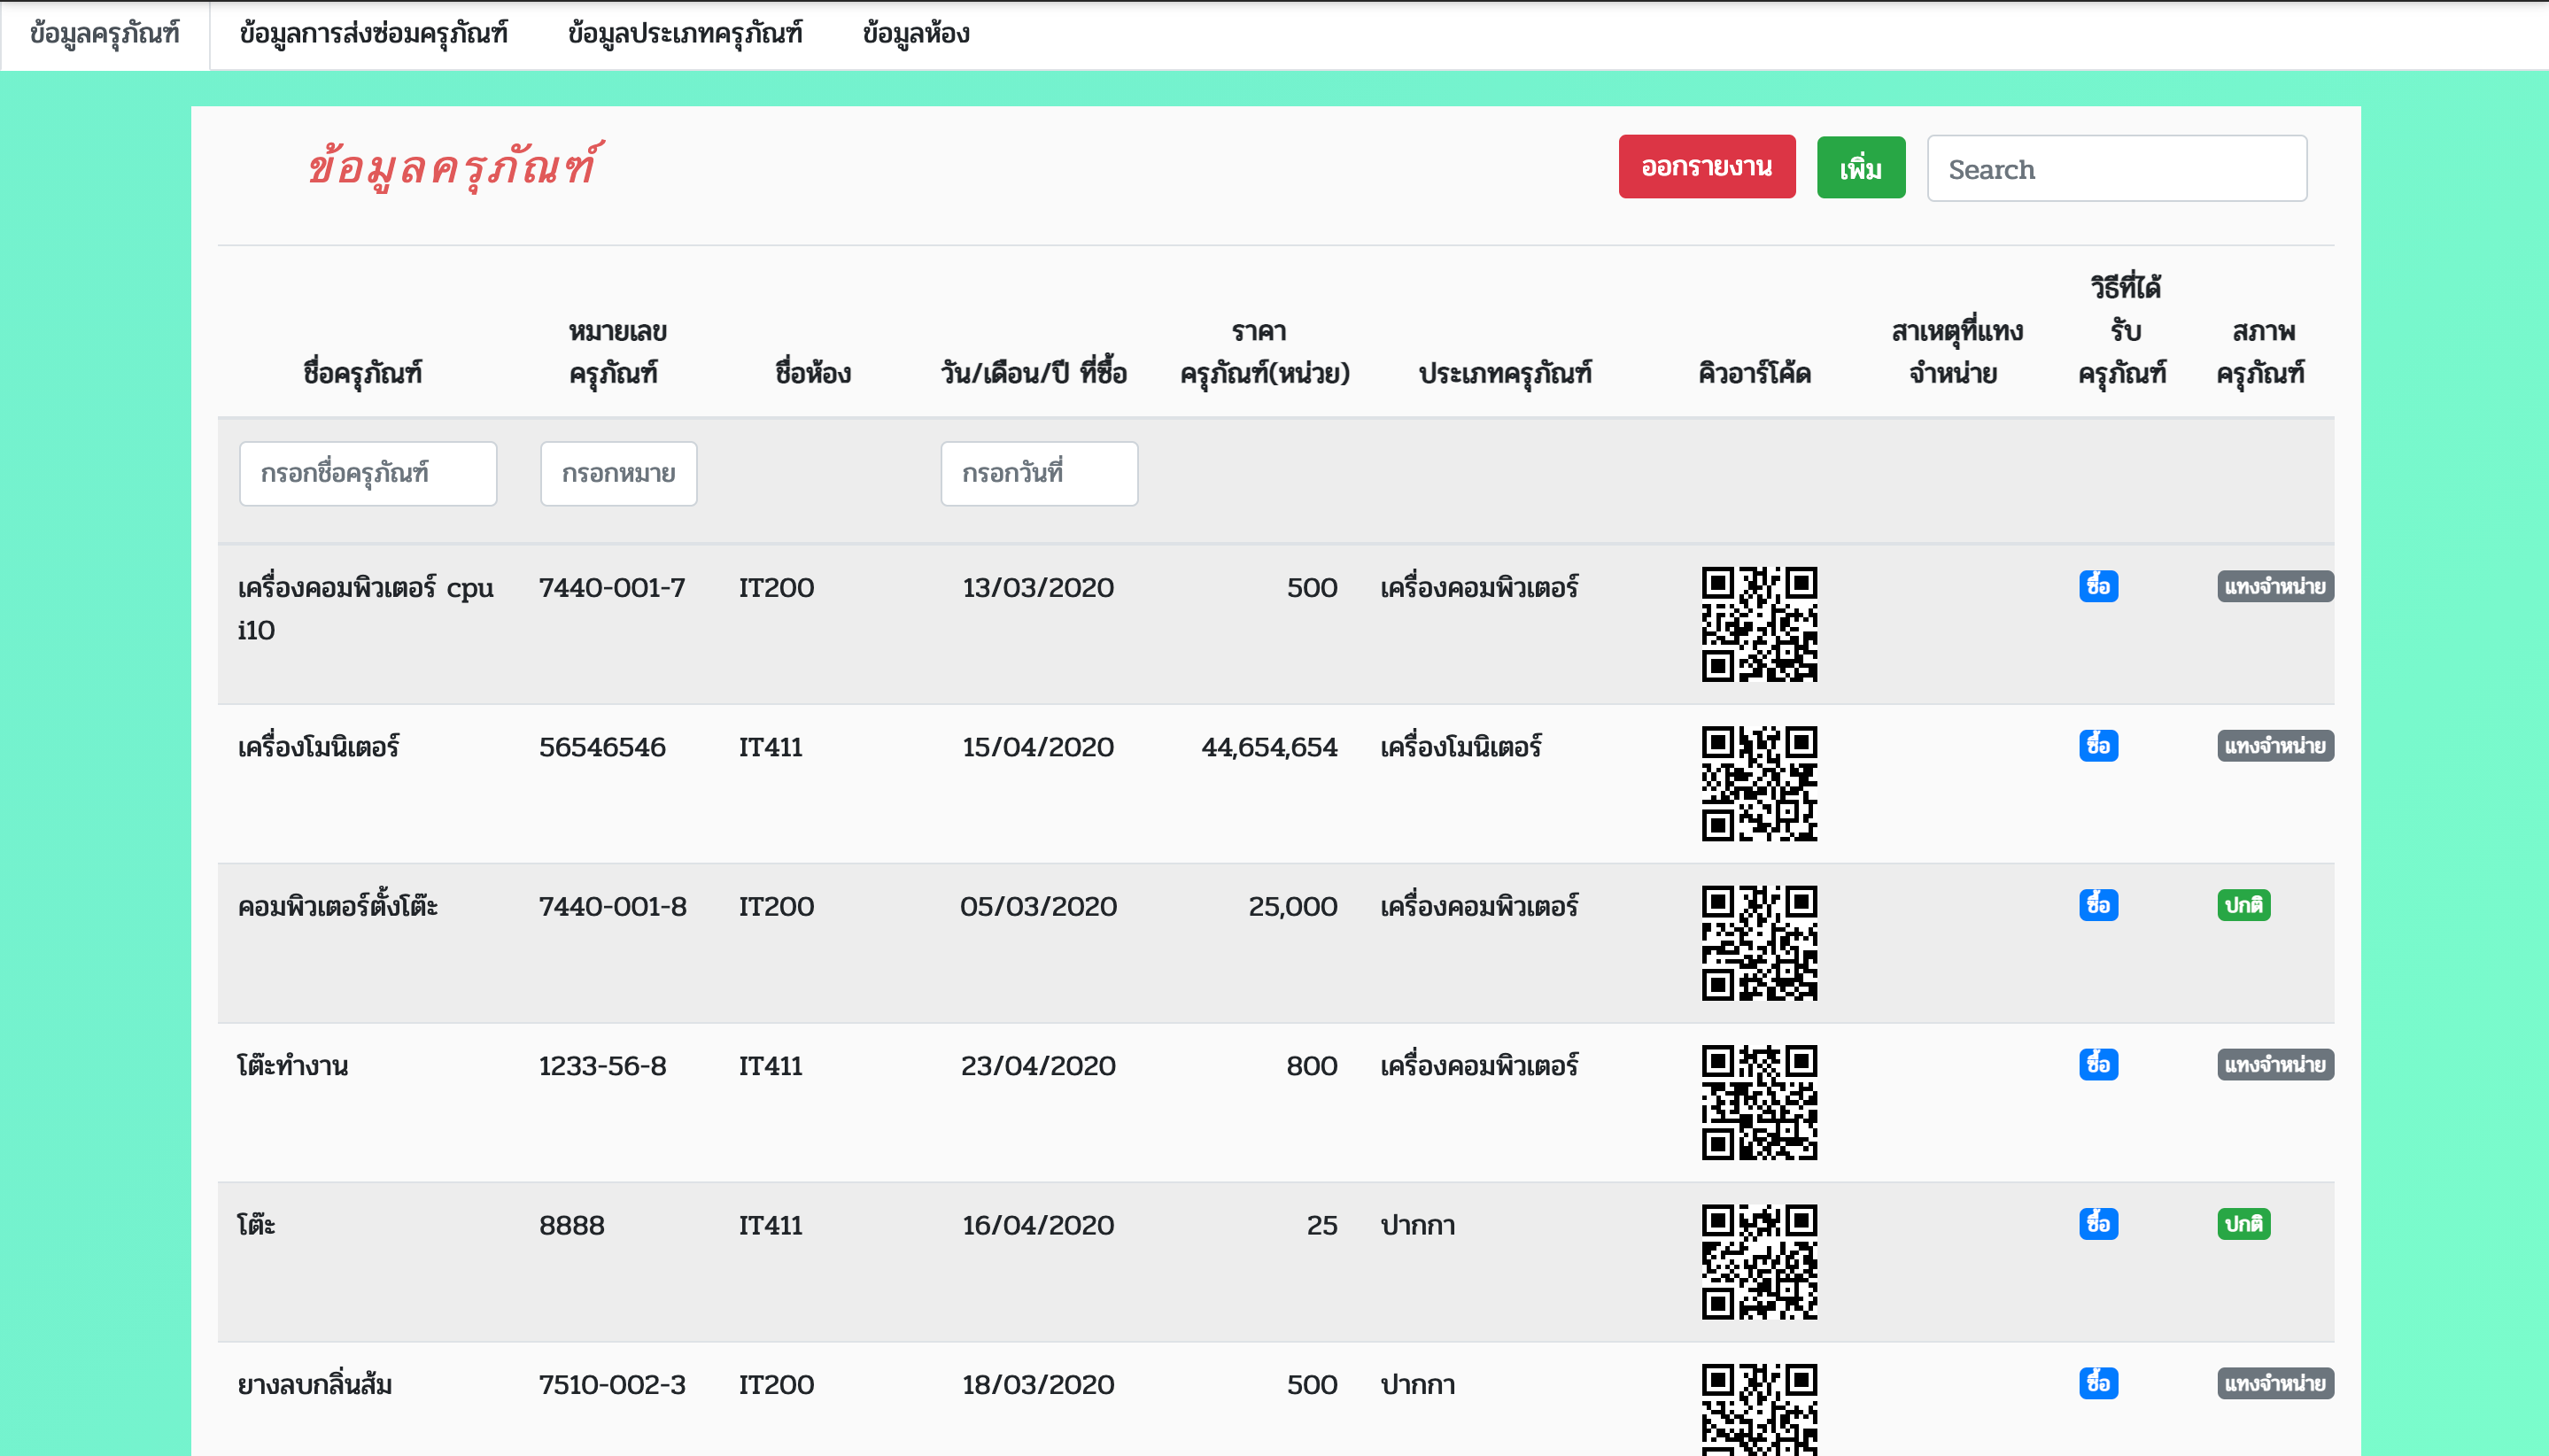 ข้อมูลครุภัณฑ์ ข้อมูลการส่งซ่อมครุภัณฑ์ ข้อมูลประเภทครุภัณฑ์ ข้อมูลห้อง
ข้อมูลครุภัณฑ์ ออกรายงาน เพิ่ม Search
ชื่อครุภัณฑ์
หมายเลข
ครุภัณฑ์
ชื่อห้อง
วัน/เดือน/ปี ที่ซื้อ
ราคา
ครุภัณฑ์(หน่วย)
ประเภทครุภัณฑ์
คิวอาร์โค้ด
สาเหตุที่แทง
จำหน่าย
วิธีที่ได้
รับ
ครุภัณฑ์
สภาพ
ครุภัณฑ์
กรอกชื่อครุภัณฑ์ กรอกหมาย กรอกวันที่
เครื่องคอมพิวเตอร์ cpu 7440-001-7 IT200 13/03/2020 500 เครื่องคอมพิวเตอร์ ซื้อ แทงจำหน่าย
i10
เครื่องโมนิเตอร์ 56546546 IT411 15/04/2020 44,654,654 เครื่องโมนิเตอร์ ซื้อ แทงจำหน่าย
คอมพิวเตอร์ตั้งโต๊ะ 7440-001-8 IT200 05/03/2020 25,000 เครื่องคอมพิวเตอร์ ซื้อ ปกติ
โต๊ะทำงาน 1233-56-8 IT411 23/04/2020 800 เครื่องคอมพิวเตอร์ ซื้อ แทงจำหน่าย
โต๊ะ 8888 IT411 16/04/2020 25 ปากกา ซื้อ ปกติ
ยางลบกลิ่นส้ม 7510-002-3 IT200 18/03/2020 500 ปากกา ซื้อ แทงจำหน่าย